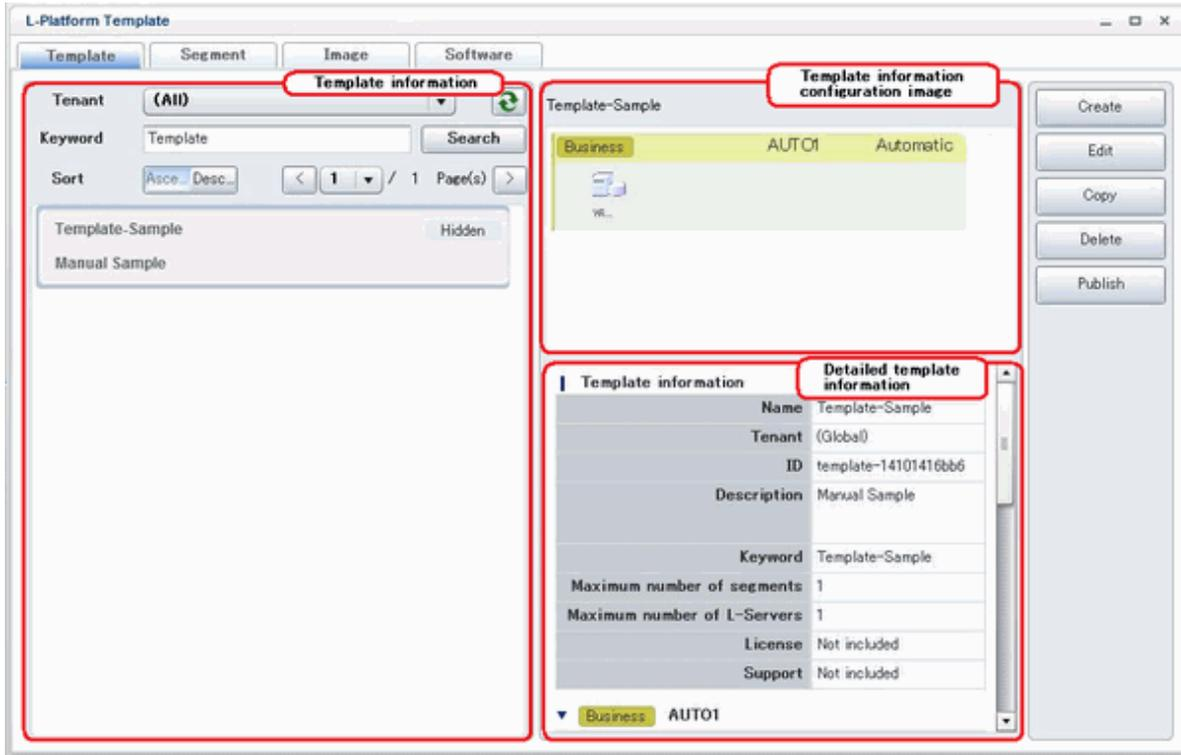 L-Platform Template
Template Segment Image Software
Template information
Tenant (All)
Keyword Template Search
Sort Asce... Desc... < 1 / 1 Page(s) >
Template-Sample Hidden
Manual Sample
Template information
configuration image
Template-Sample
Business AUTO1 Automatic
Detailed template
information
Template information
Name Template-Sample
Tenant (Global)
ID template-14101416bb6
Description Manual Sample
Keyword Template-Sample
Maximum number of segments 1
Maximum number of L-Servers 1
License Not included
Support Not included
Business AUTO1
Create
Edit
Copy
Delete
Publish